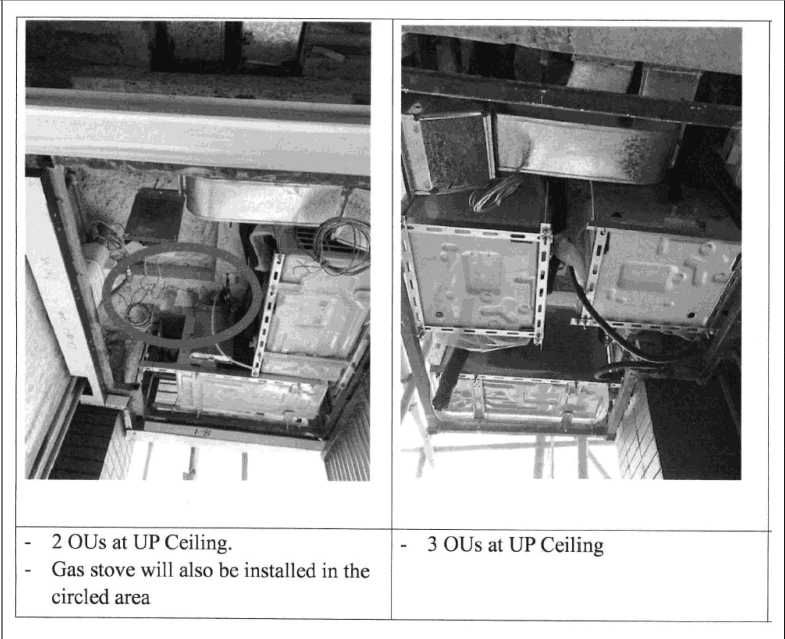 - 2 OUs at UP Ceiling.
- Gas stove will also be installed in the
circled area
- 3 OUs at UP Ceiling